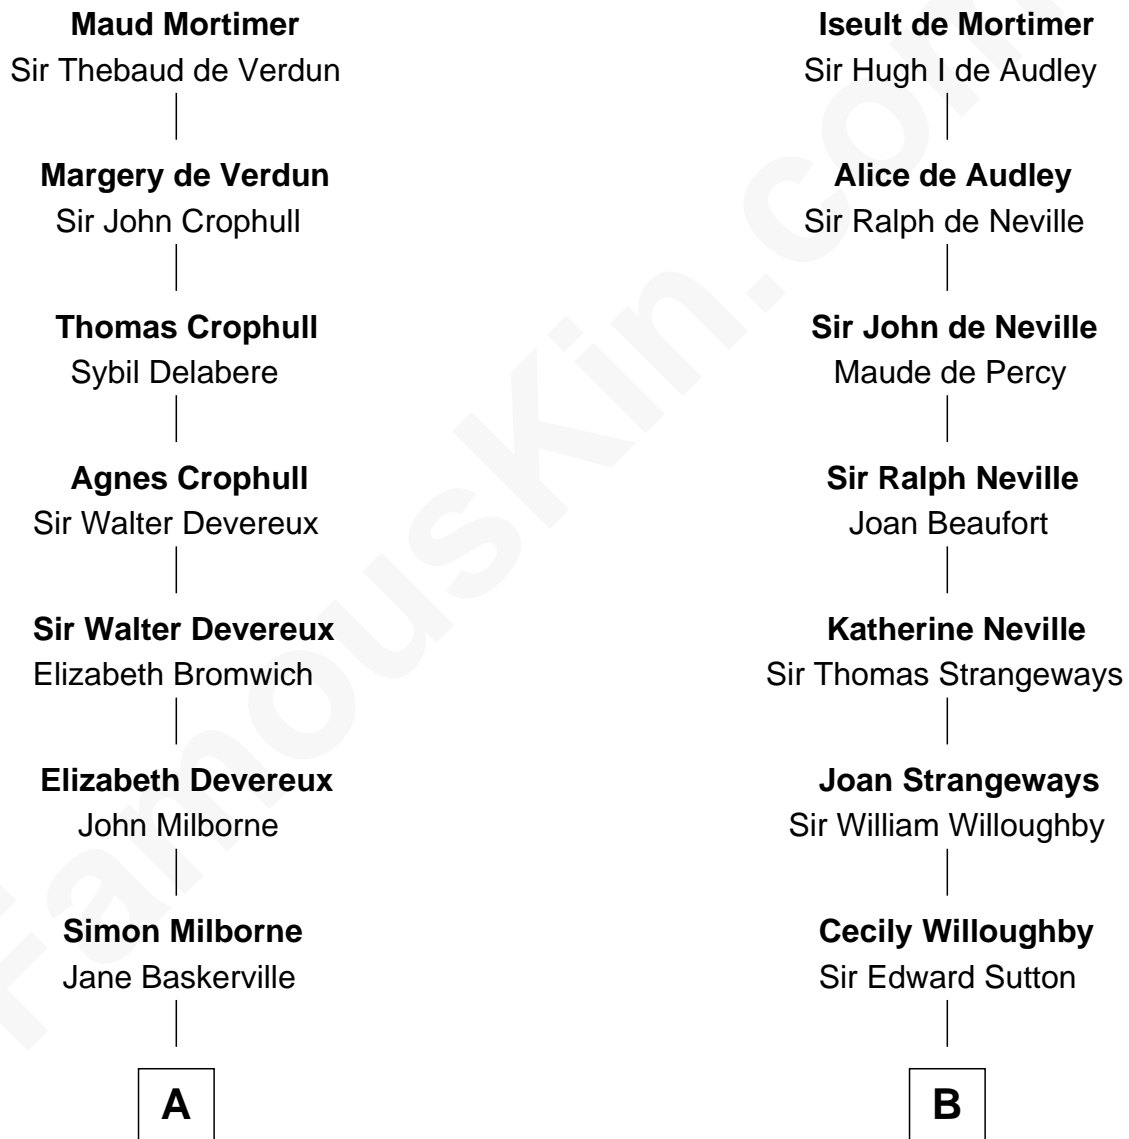 Maud Mortimer
Sir Thebaud de Verdun
Margery de Verdun
Sir John Crophull
Thomas Crophull
Sybil Delabere
Agnes Crophull
Sir Walter Devereux
Sir Walter Devereux
Elizabeth Bromwich
Elizabeth Devereux
John Milborne
Simon Milborne
Jane Baskerville
A
Iseult de Mortimer
Sir Hugh I de Audley
Alice de Audley
Sir Ralph de Neville
Sir John de Neville
Maude de Percy
Sir Ralph Neville
Joan Beaufort
Katherine Neville
Sir Thomas Strangeways
Joan Strangeways
Sir William Willoughby
Cecily Willoughby
Sir Edward Sutton
B
FamousKin.com